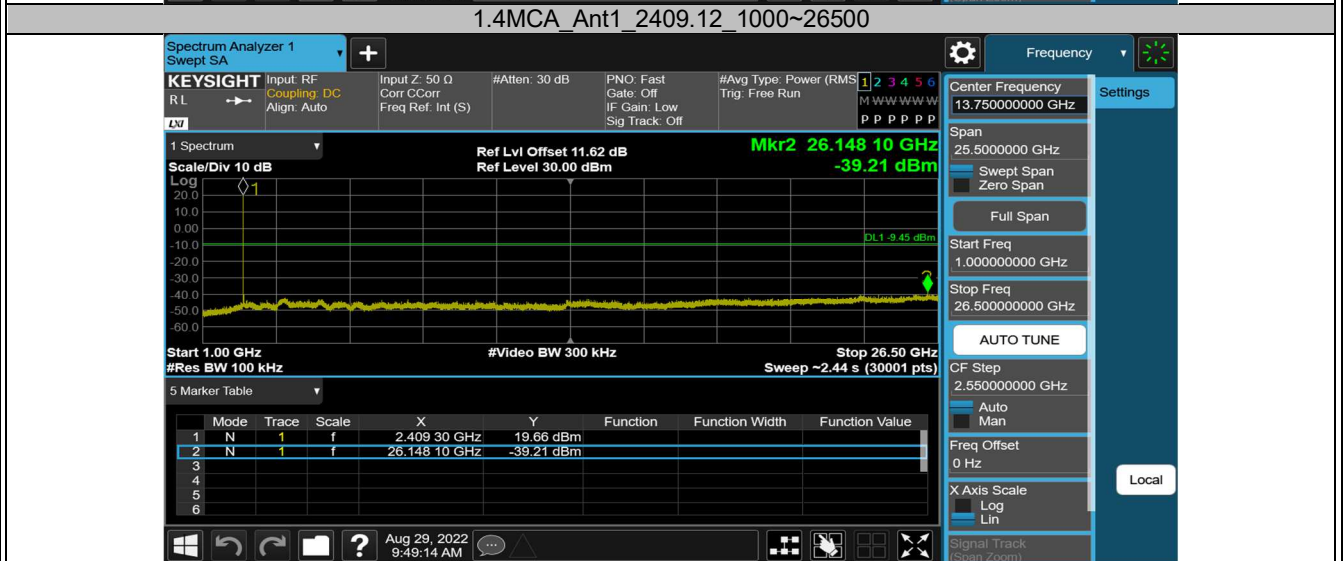 1.4MCA_Ant1_2409.12_1000~26500
Spectrum Analyzer 1
Swept SA
+
Frequency
KEYSIGHT
RL
LXI
Input: RF
Coupling: DC
Align: Auto
Input Z: 50 Ω
Corr CCorr
Freq Ref: Int (S)
#Atten: 30 dB
PNO: Fast
Gate: Off
IF Gain: Low
Sig Track: Off
#Avg Type: Power (RMS
Trig: Free Run
1 2 3 4 5 6
M W W W W W
P P P P P P
1 Spectrum
Scale/Div 10 dB
Ref Lvl Offset 11.62 dB
Ref Level 30.00 dBm
Mkr2 26.148 10 GHz
-39.21 dBm
Log
1
20.0
10.0
0.00
-10.0
DL1 -9.45 dBm
-20.0
-30.0
-40.0
-50.0
-60.0
Start 1.00 GHz
#Res BW 100 kHz
#Video BW 300 kHz
Stop 26.50 GHz
Sweep ~2.44 s (30001 pts)
5 Marker Table
Mode Trace Scale X Y Function Function Width Function Value
1 N 1 f 2.409 30 GHz 19.66 dBm
2 N 1 f 26.148 10 GHz -39.21 dBm
3
4
5
6
?
Aug 29, 2022
9:49:14 AM
Center Frequency
13.750000000 GHz
Settings
Span
25.5000000 GHz
Swept Span
Zero Span
Full Span
Start Freq
1.000000000 GHz
Stop Freq
26.500000000 GHz
AUTO TUNE
CF Step
2.550000000 GHz
Auto
Man
Freq Offset
0 Hz
X Axis Scale
Log
Lin
Local
Signal Track
(Span Zoom)